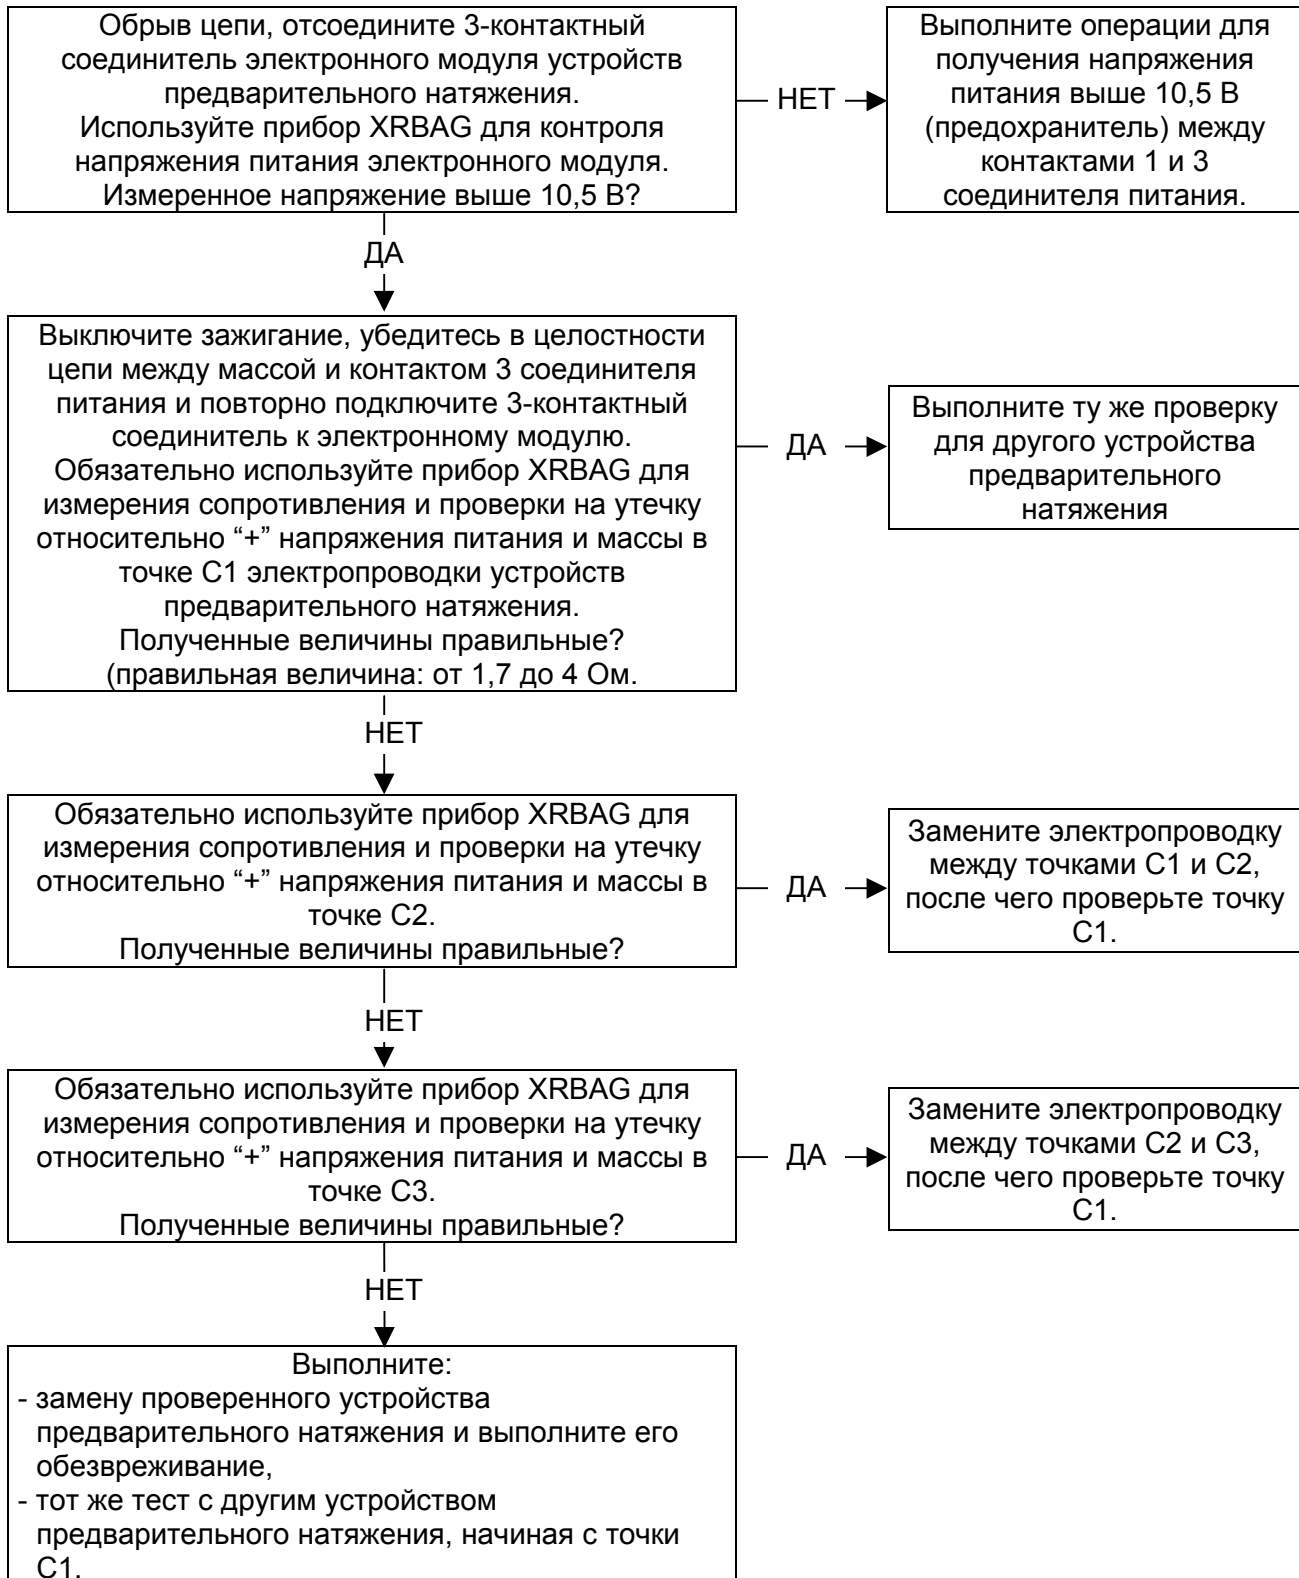 Обрыв цепи, отсоедините 3-контактный
соединитель электронного модуля устройств
предварительного натяжения.
Используйте прибор XRBAG для контроля
напряжения питания электронного модуля.
Измеренное напряжение выше 10,5 В?
НЕТ
Выполните операции для
получения напряжения
питания выше 10,5 В
(предохранитель) между
контактами 1 и 3
соединителя питания.
ДА
Выключите зажигание, убедитесь в целостности
цепи между массой и контактом 3 соединителя
питания и повторно подключите 3-контактный
соединитель к электронному модулю.
Обязательно используйте прибор XRBAG для
измерения сопротивления и проверки на утечку
относительно “+” напряжения питания и массы в
точке С1 электропроводки устройств
предварительного натяжения.
Полученные величины правильные?
(правильная величина: от 1,7 до 4 Ом.
ДА
Выполните ту же проверку
для другого устройства
предварительного
натяжения
НЕТ
Обязательно используйте прибор XRBAG для
измерения сопротивления и проверки на утечку
относительно “+” напряжения питания и массы в
точке С2.
Полученные величины правильные?
ДА
Замените электропроводку
между точками С1 и С2,
после чего проверьте точку
С1.
НЕТ
Обязательно используйте прибор XRBAG для
измерения сопротивления и проверки на утечку
относительно “+” напряжения питания и массы в
точке С3.
Полученные величины правильные?
ДА
Замените электропроводку
между точками С2 и С3,
после чего проверьте точку
С1.
НЕТ
Выполните:
- замену проверенного устройства
предварительного натяжения и выполните его
обезвреживание,
- тот же тест с другим устройством
предварительного натяжения, начиная с точки
С1.